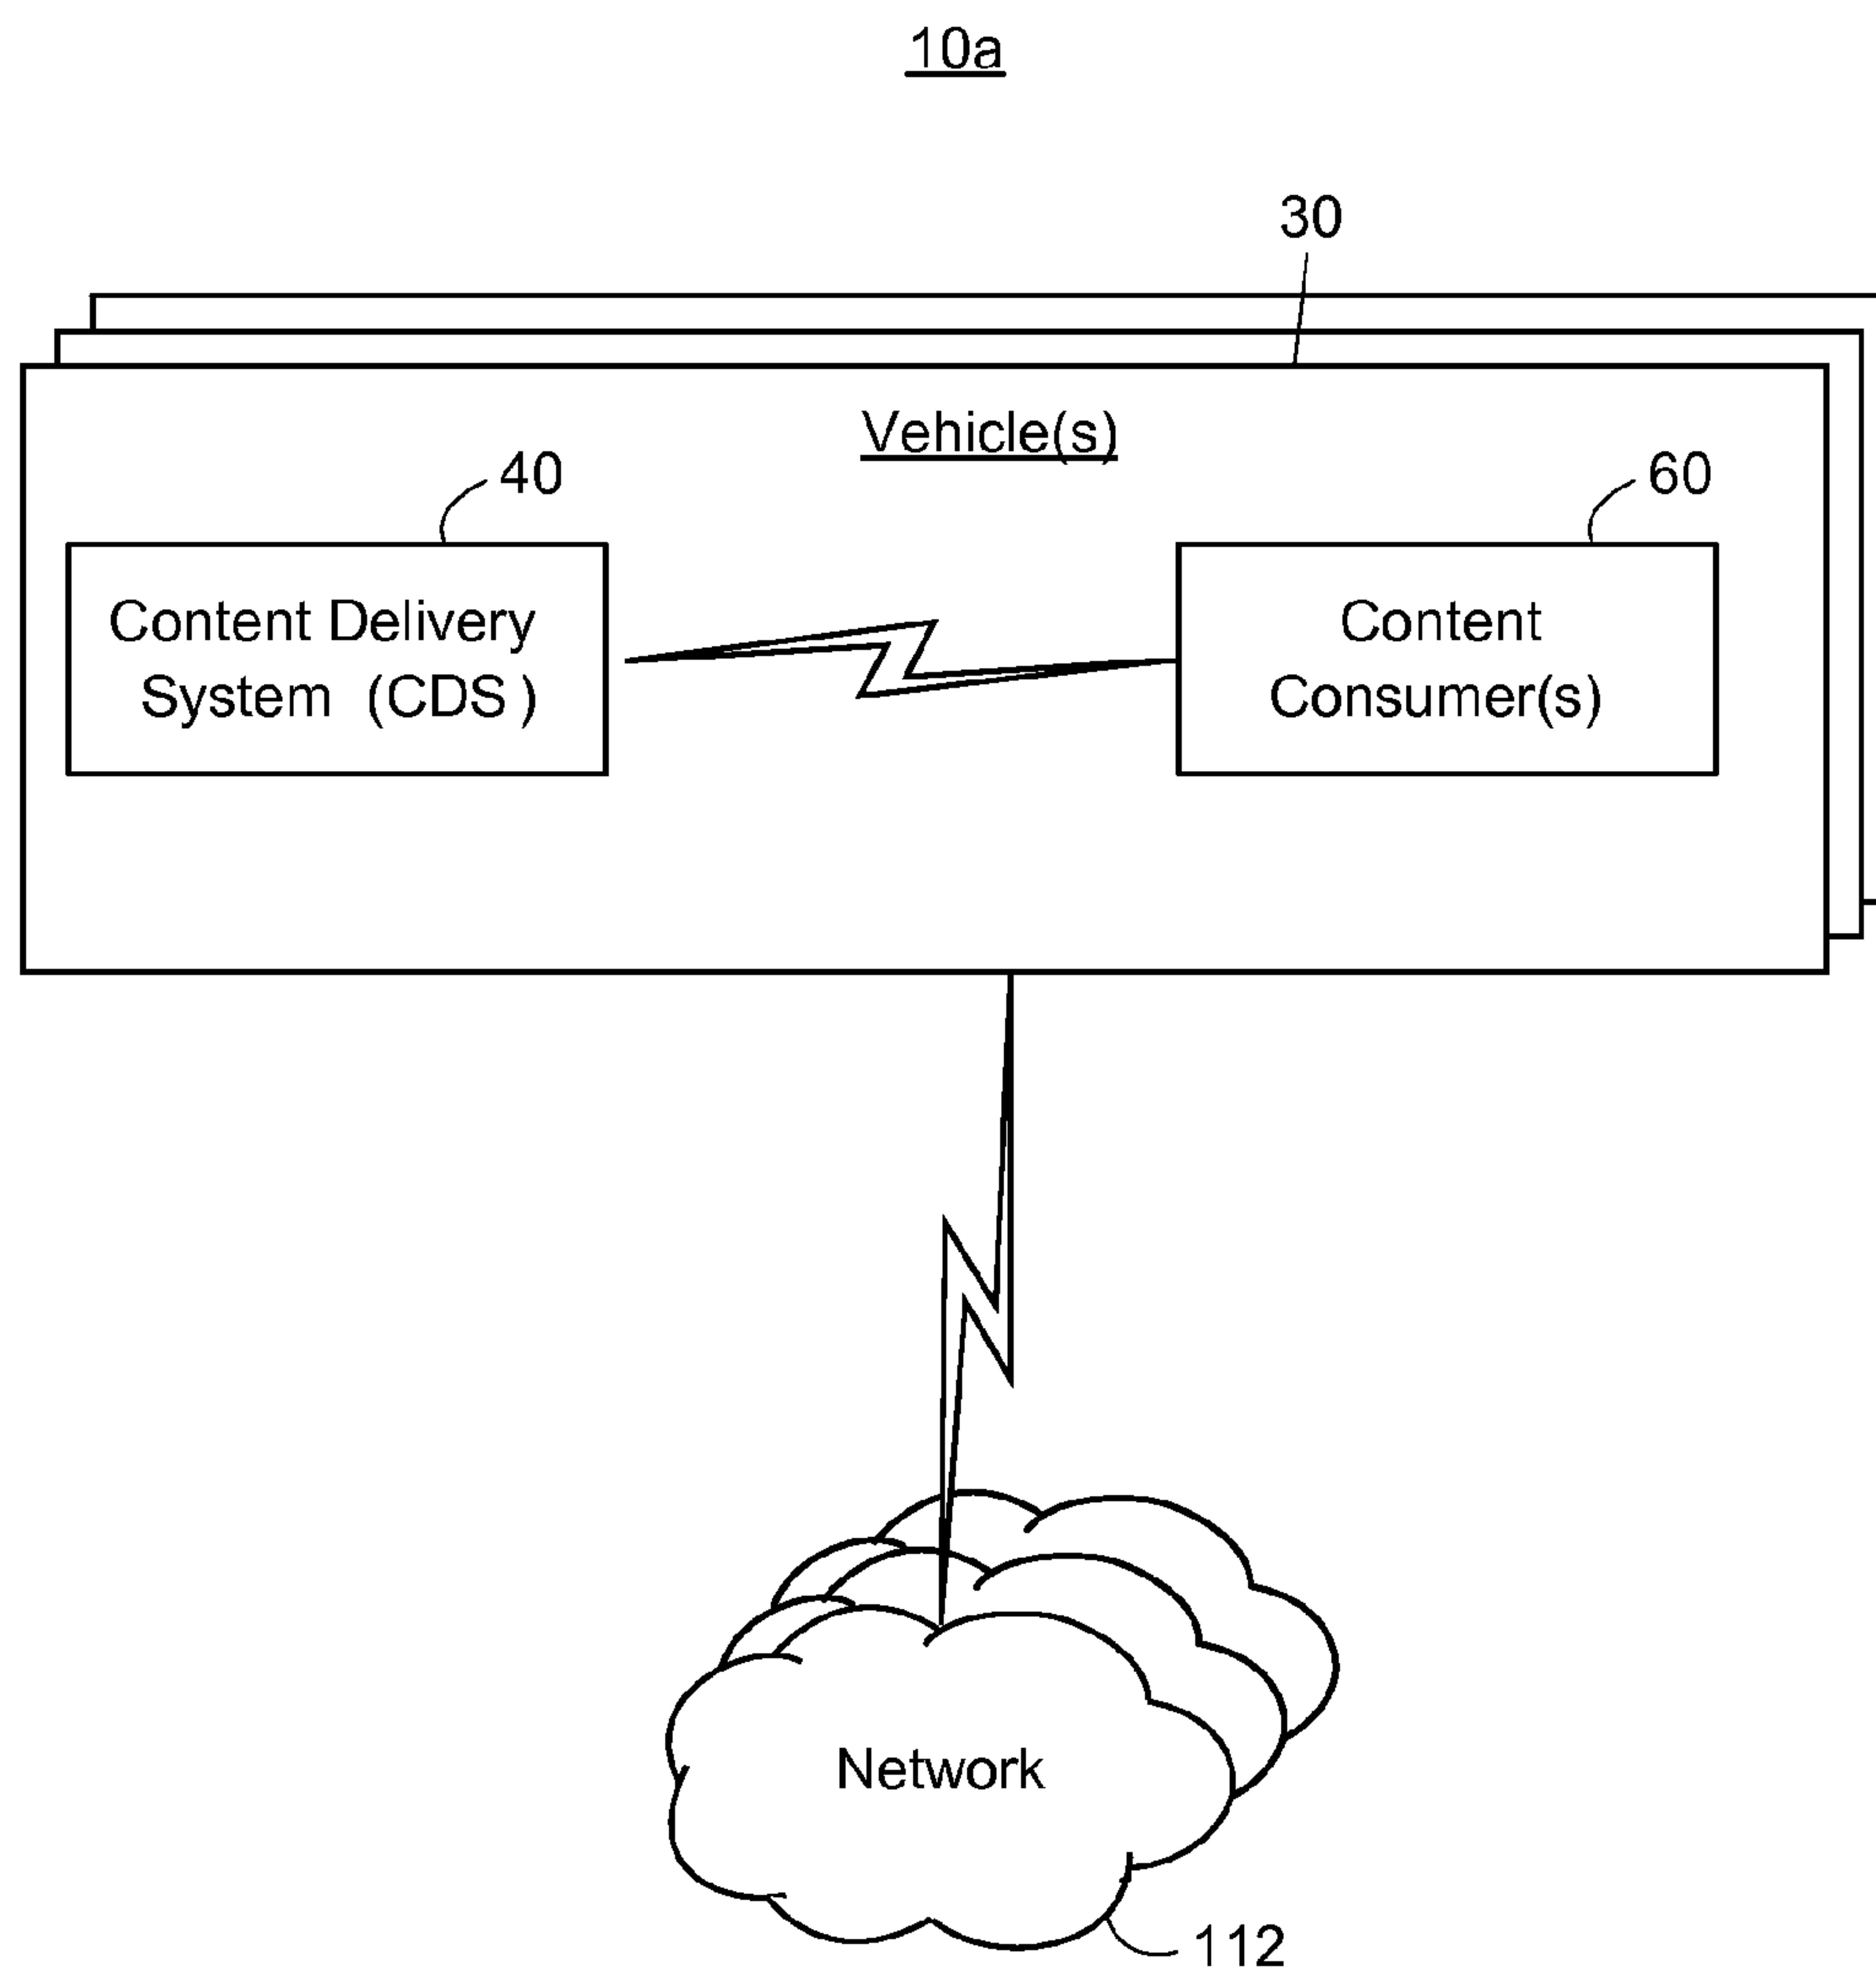 10a
30
Vehicle(s)
40
60
Content Delivery
System (CDS )
Content
Consumer(s)
Network
112